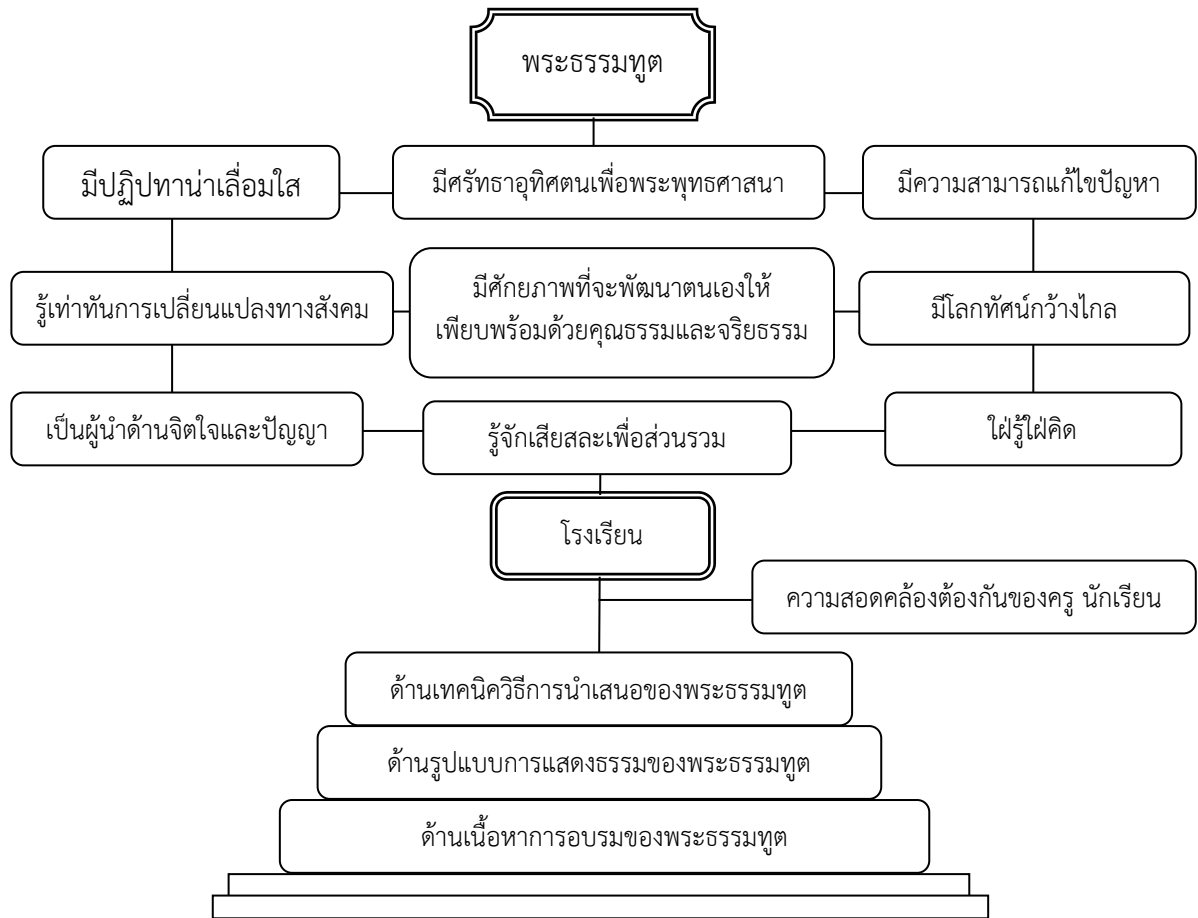 พระธรรมทูต
มีปฏิปทาน่าเลื่อมใส
มีศรัทธาอุทิศตนเพื่อพระพุทธศาสนา
มีความสามารถแก้ไขปัญหา
รู้เท่าทันการเปลี่ยนแปลงทางสังคม
มีศักยภาพที่จะพัฒนาตนเองให้
เพียบพร้อมด้วยคุณธรรมและจริยธรรม
มีโลกทัศน์กว้างไกล
เป็นผู้นำด้านจิตใจและปัญญา
รู้จักเสียสละเพื่อส่วนรวม
ใฝ่รู้ใฝ่คิด
โรงเรียน
ความสอดคล้องต้องกันของครู นักเรียน
ด้านเทคนิควิธีการนำเสนอของพระธรรมทูต
ด้านรูปแบบการแสดงธรรมของพระธรรมทูต
ด้านเนื้อหาการอบรมของพระธรรมทูต